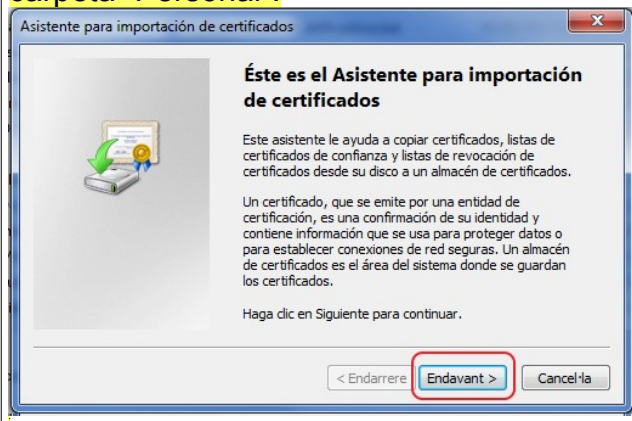 carpeta "Personal".
Asistente para importación de certificados
Éste es el Asistente para importación
de certificados
Este asistente le ayuda a copiar certificados, listas de
certificados de confianza y listas de revocación de
certificados desde su disco a un almacén de certificados.
Un certificado, que se emite por una entidad de
certificación, es una confirmación de su identidad y
contiene información que se usa para proteger datos o
para establecer conexiones de red seguras. Un almacén
de certificados es el área del sistema donde se guardan
los certificados.
Haga clic en Siguiente para continuar.
< Endarrere Endavant > Cancel·la